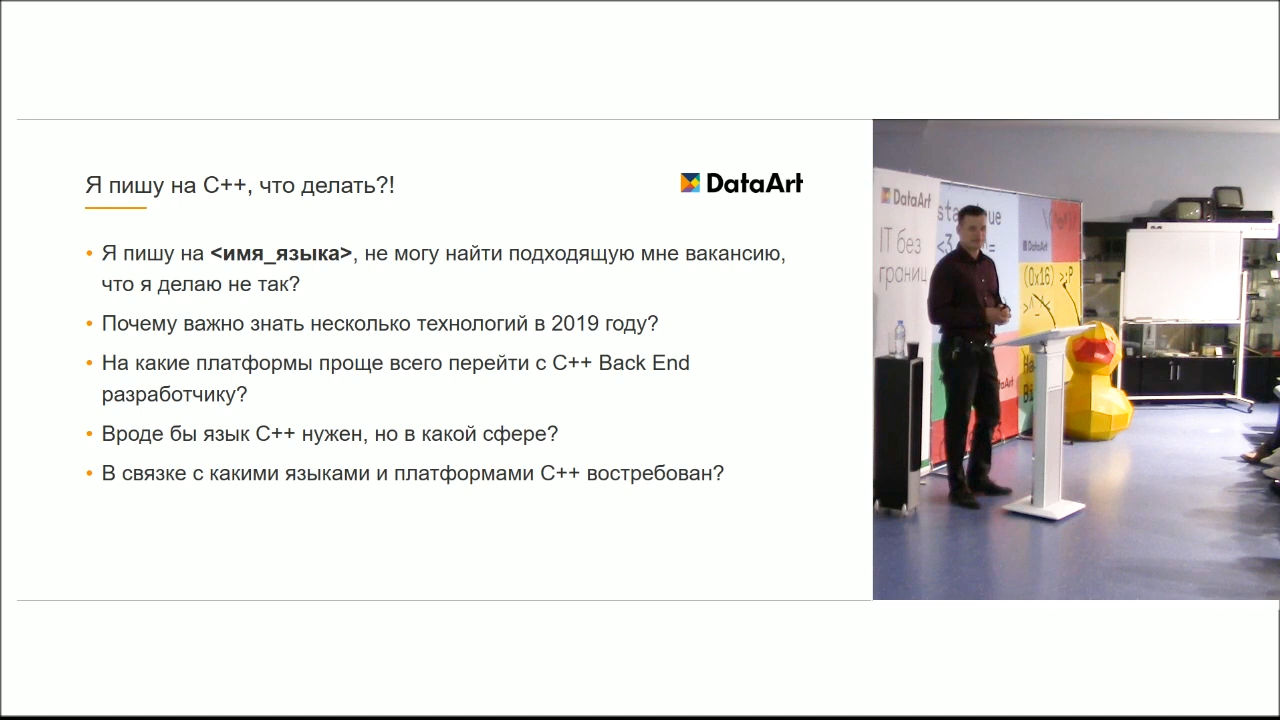 Я пишу на C++, что делать?!
DataArt
• Я пишу на <имя_языка>, не могу найти подходящую мне вакансию,
что я делаю не так?
• Почему важно знать несколько технологий в 2019 году?
• На какие платформы проще всего перейти с C++ Back End
разработчику?
• Вроде бы язык C++ нужен, но в какой сфере?
• В связке с какими языками и платформами C++ востребован?
DataArt
IT без
границ
DataArt
(0x16) >:P